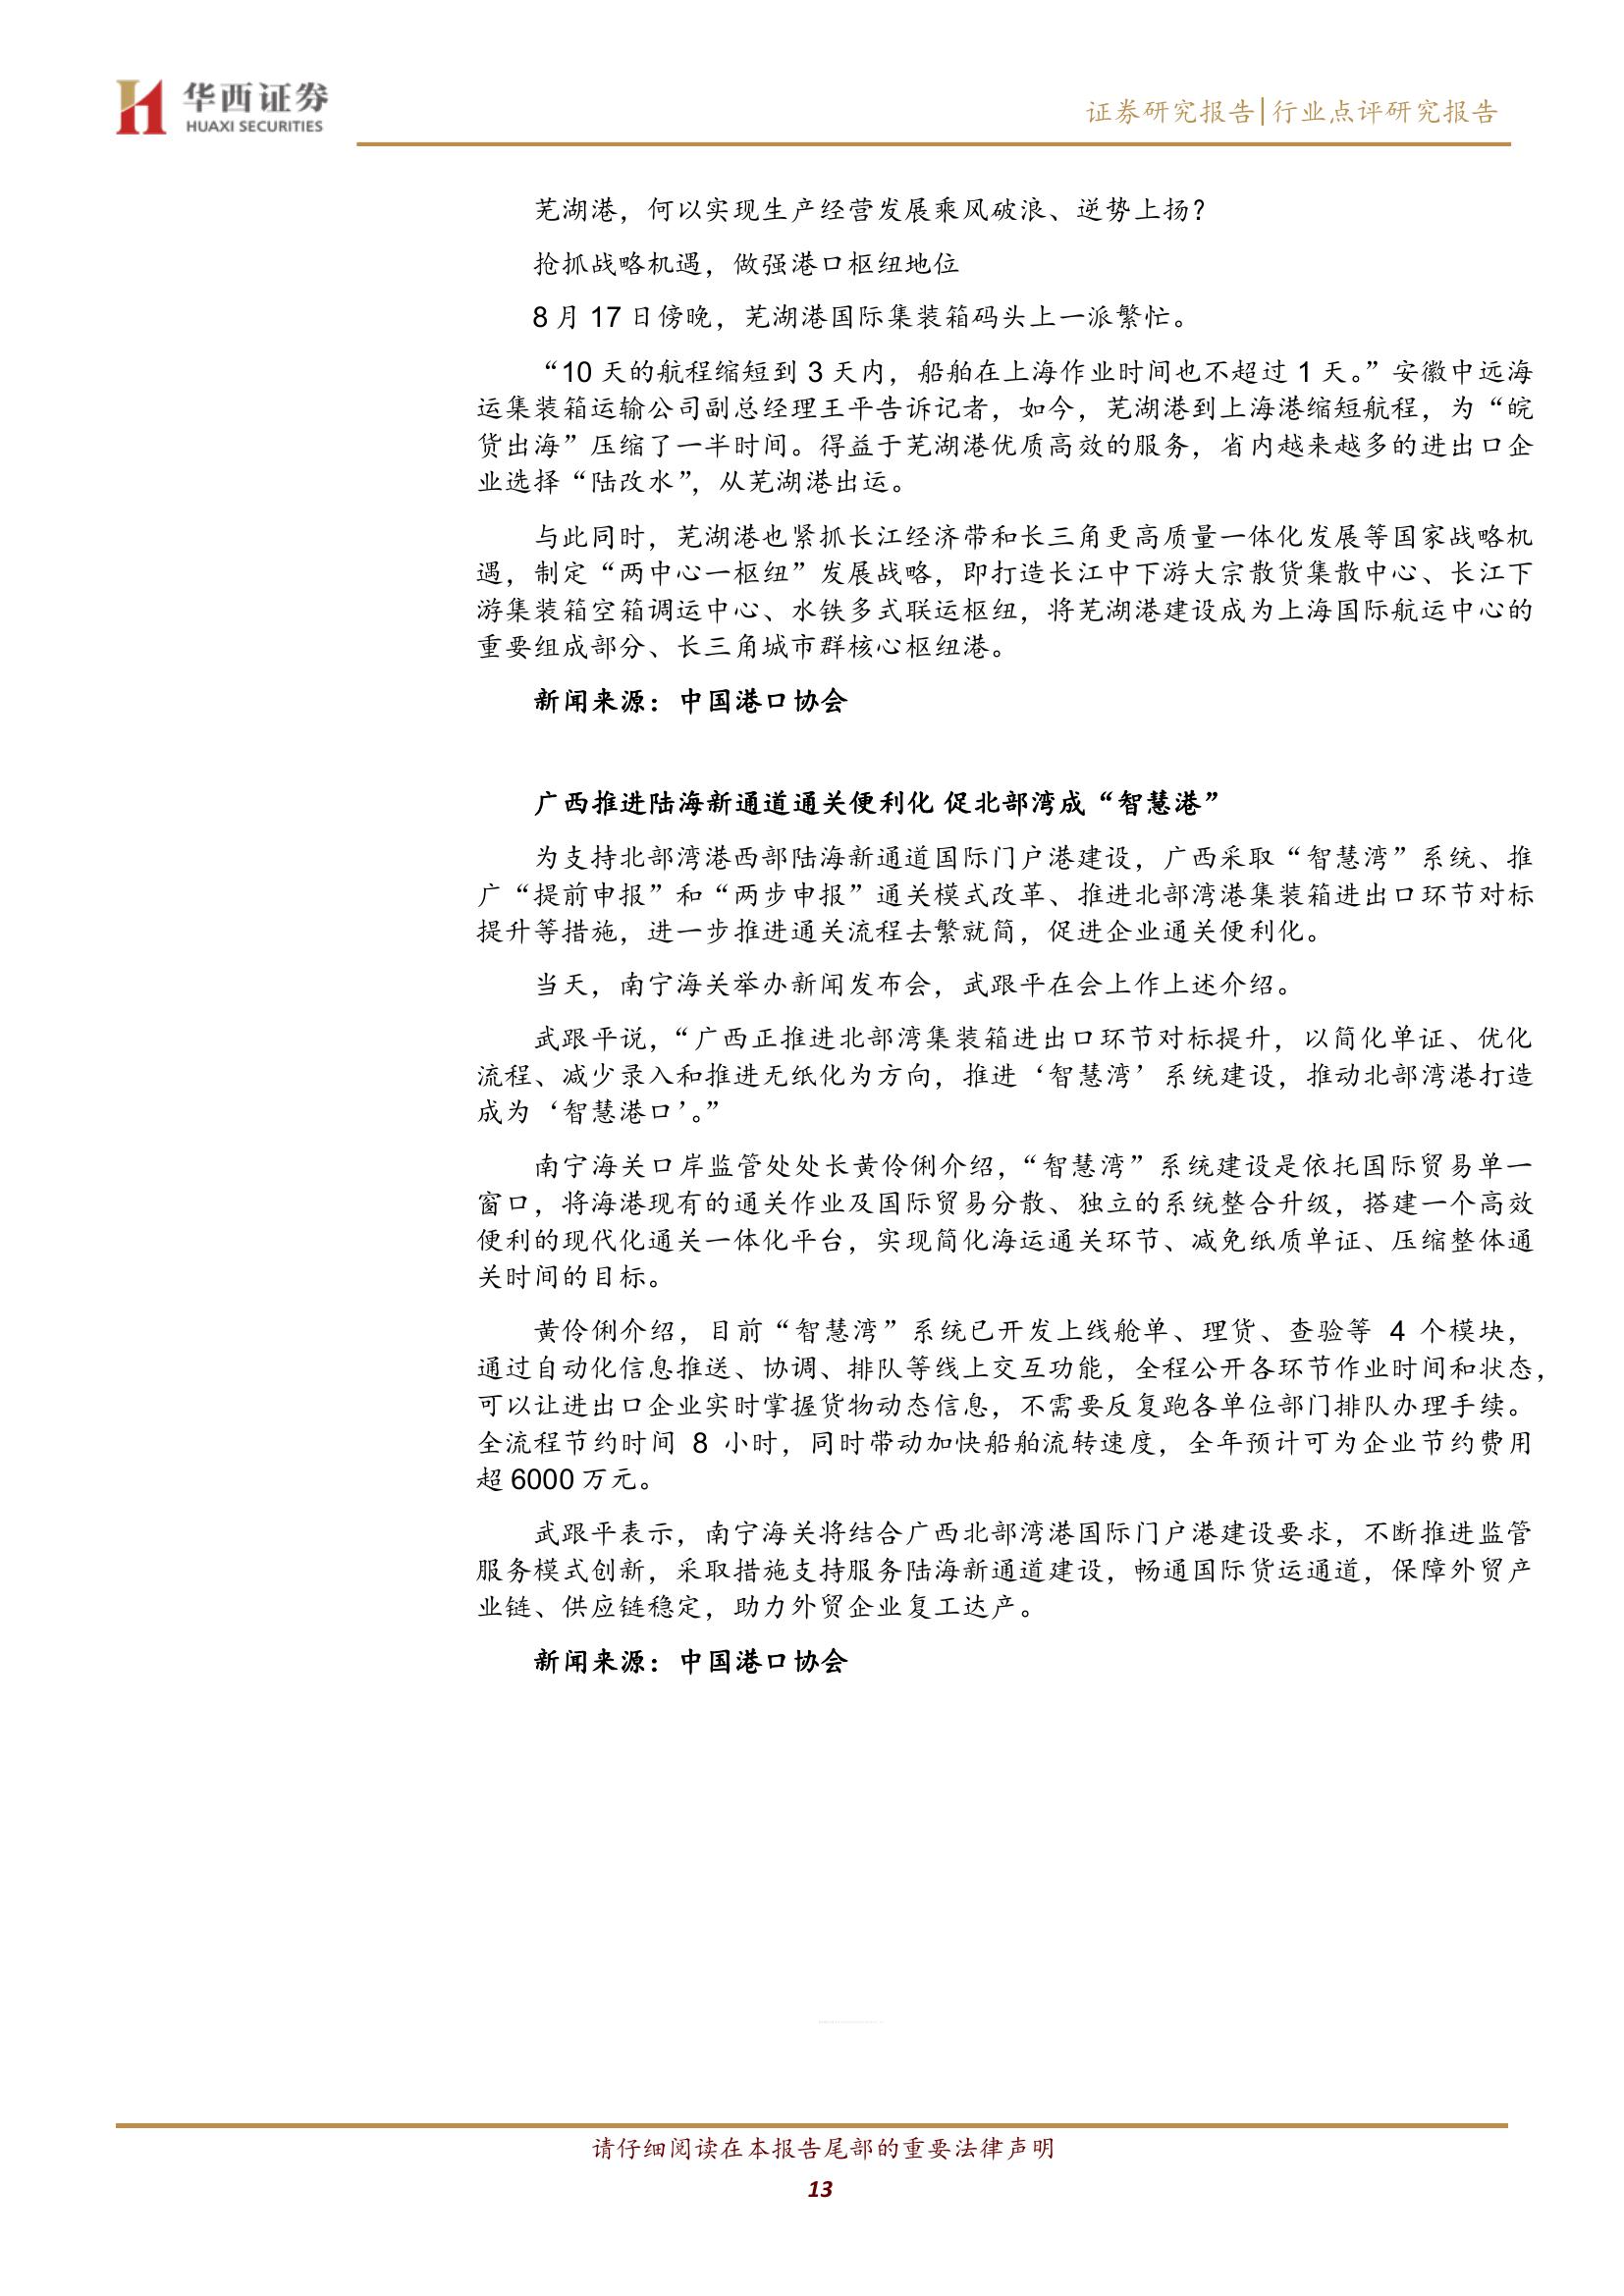 华西证券
HUAXI SECURITIES
证券研究报告|行业点评研究报告
芜湖港，何以实现生产经营发展乘风破浪、逆势上扬？
抢抓战略机遇，做强港口枢纽地位
8 月 17 日傍晚，芜湖港国际集装箱码头上一派繁忙。
“10 天的航程缩短到 3 天内，船舶在上海作业时间也不超过 1 天。”安徽中远海
运集装箱运输公司副总经理王平告诉记者，如今，芜湖港到上海港缩短航程，为“皖
货出海”压缩了一半时间。得益于芜湖港优质高效的服务，省内越来越多的进出口企
业选择“陆改水”，从芜湖港出运。
与此同时，芜湖港也紧抓长江经济带和长三角更高质量一体化发展等国家战略机
遇，制定“两中心一枢纽”发展战略，即打造长江中下游大宗散货集散中心、长江下
游集装箱空箱调运中心、水铁多式联运枢纽，将芜湖港建设成为上海国际航运中心的
重要组成部分、长三角城市群核心枢纽港。
新闻来源：中国港口协会
广西推进陆海新通道通关便利化 促北部湾成“智慧港”
为支持北部湾港西部陆海新通道国际门户港建设，广西采取“智慧湾”系统、推
广“提前申报”和“两步申报”通关模式改革、推进北部湾港集装箱进出口环节对标
提升等措施，进一步推进通关流程去繁就简，促进企业通关便利化。
当天，南宁海关举办新闻发布会，武跟平在会上作上述介绍。
武跟平说，“广西正推进北部湾集装箱进出口环节对标提升，以简化单证、优化
流程、减少录入和推进无纸化为方向，推进‘智慧湾’系统建设，推动北部湾港打造
成为‘智慧港口’。”
南宁海关口岸监管处处长黄伶俐介绍，“智慧湾”系统建设是依托国际贸易单一
窗口，将海港现有的通关作业及国际贸易分散、独立的系统整合升级，搭建一个高效
便利的现代化通关一体化平台，实现简化海运通关环节、减免纸质单证、压缩整体通
关时间的目标。
黄伶俐介绍，目前“智慧湾”系统已开发上线舱单、理货、查验等 4 个模块，
通过自动化信息推送、协调、排队等线上交互功能，全程公开各环节作业时间和状态，
可以让进出口企业实时掌握货物动态信息，不需要反复跑各单位部门排队办理手续。
全流程节约时间 8 小时，同时带动加快船舶流转速度，全年预计可为企业节约费用
超 6000 万元。
武跟平表示，南宁海关将结合广西北部湾港国际门户港建设要求，不断推进监管
服务模式创新，采取措施支持服务陆海新通道建设，畅通国际货运通道，保障外贸产
业链、供应链稳定，助力外贸企业复工达产。
新闻来源：中国港口协会
请仔细阅读在本报告尾部的重要法律声明
13